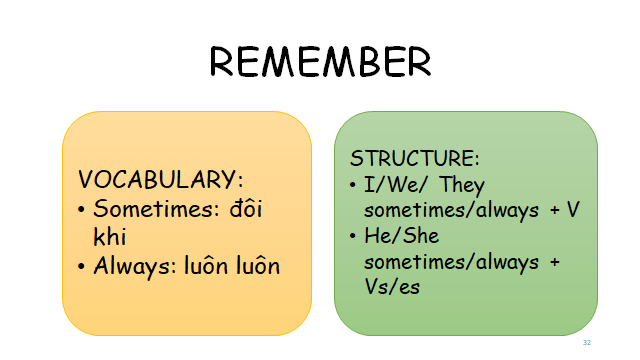 REMEMBER
VOCABULARY:
• Sometimes: đôi
khi
• Always: luôn luôn
STRUCTURE:
• I/We/ They
sometimes/always + V
• He/She
sometimes/always +
Vs/es
32